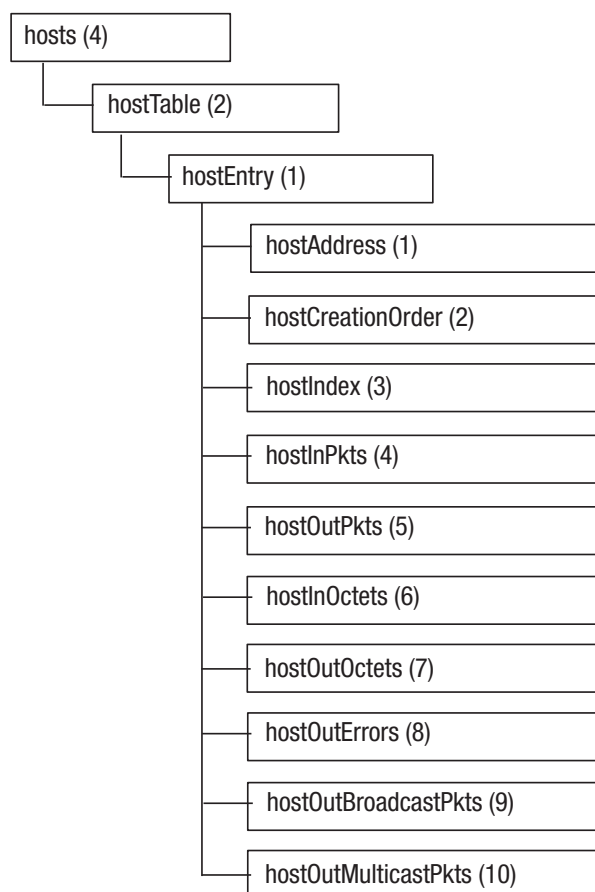 hosts (4)
hostTable (2)
hostEntry (1)
hostAddress (1)
hostCreationOrder (2)
hostIndex (3)
hostInPkts (4)
hostOutPkts (5)
hostInOctets (6)
hostOutOctets (7)
hostOutErrors (8)
hostOutBroadcastPkts (9)
hostOutMulticastPkts (10)